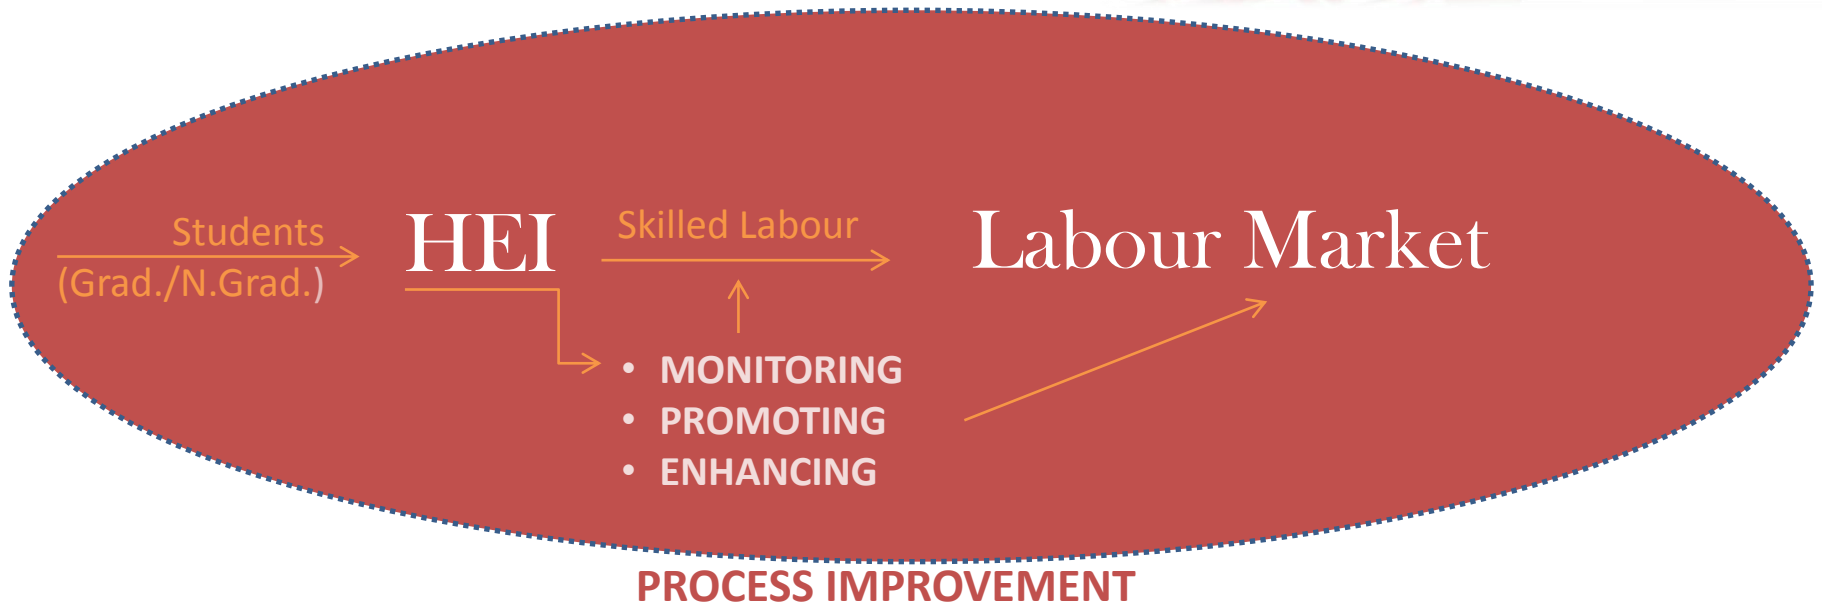 Students
(Grad./N.Grad.)
HEI
Skilled Labour
Labour Market
• MONITORING
• PROMOTING
• ENHANCING
PROCESS IMPROVEMENT